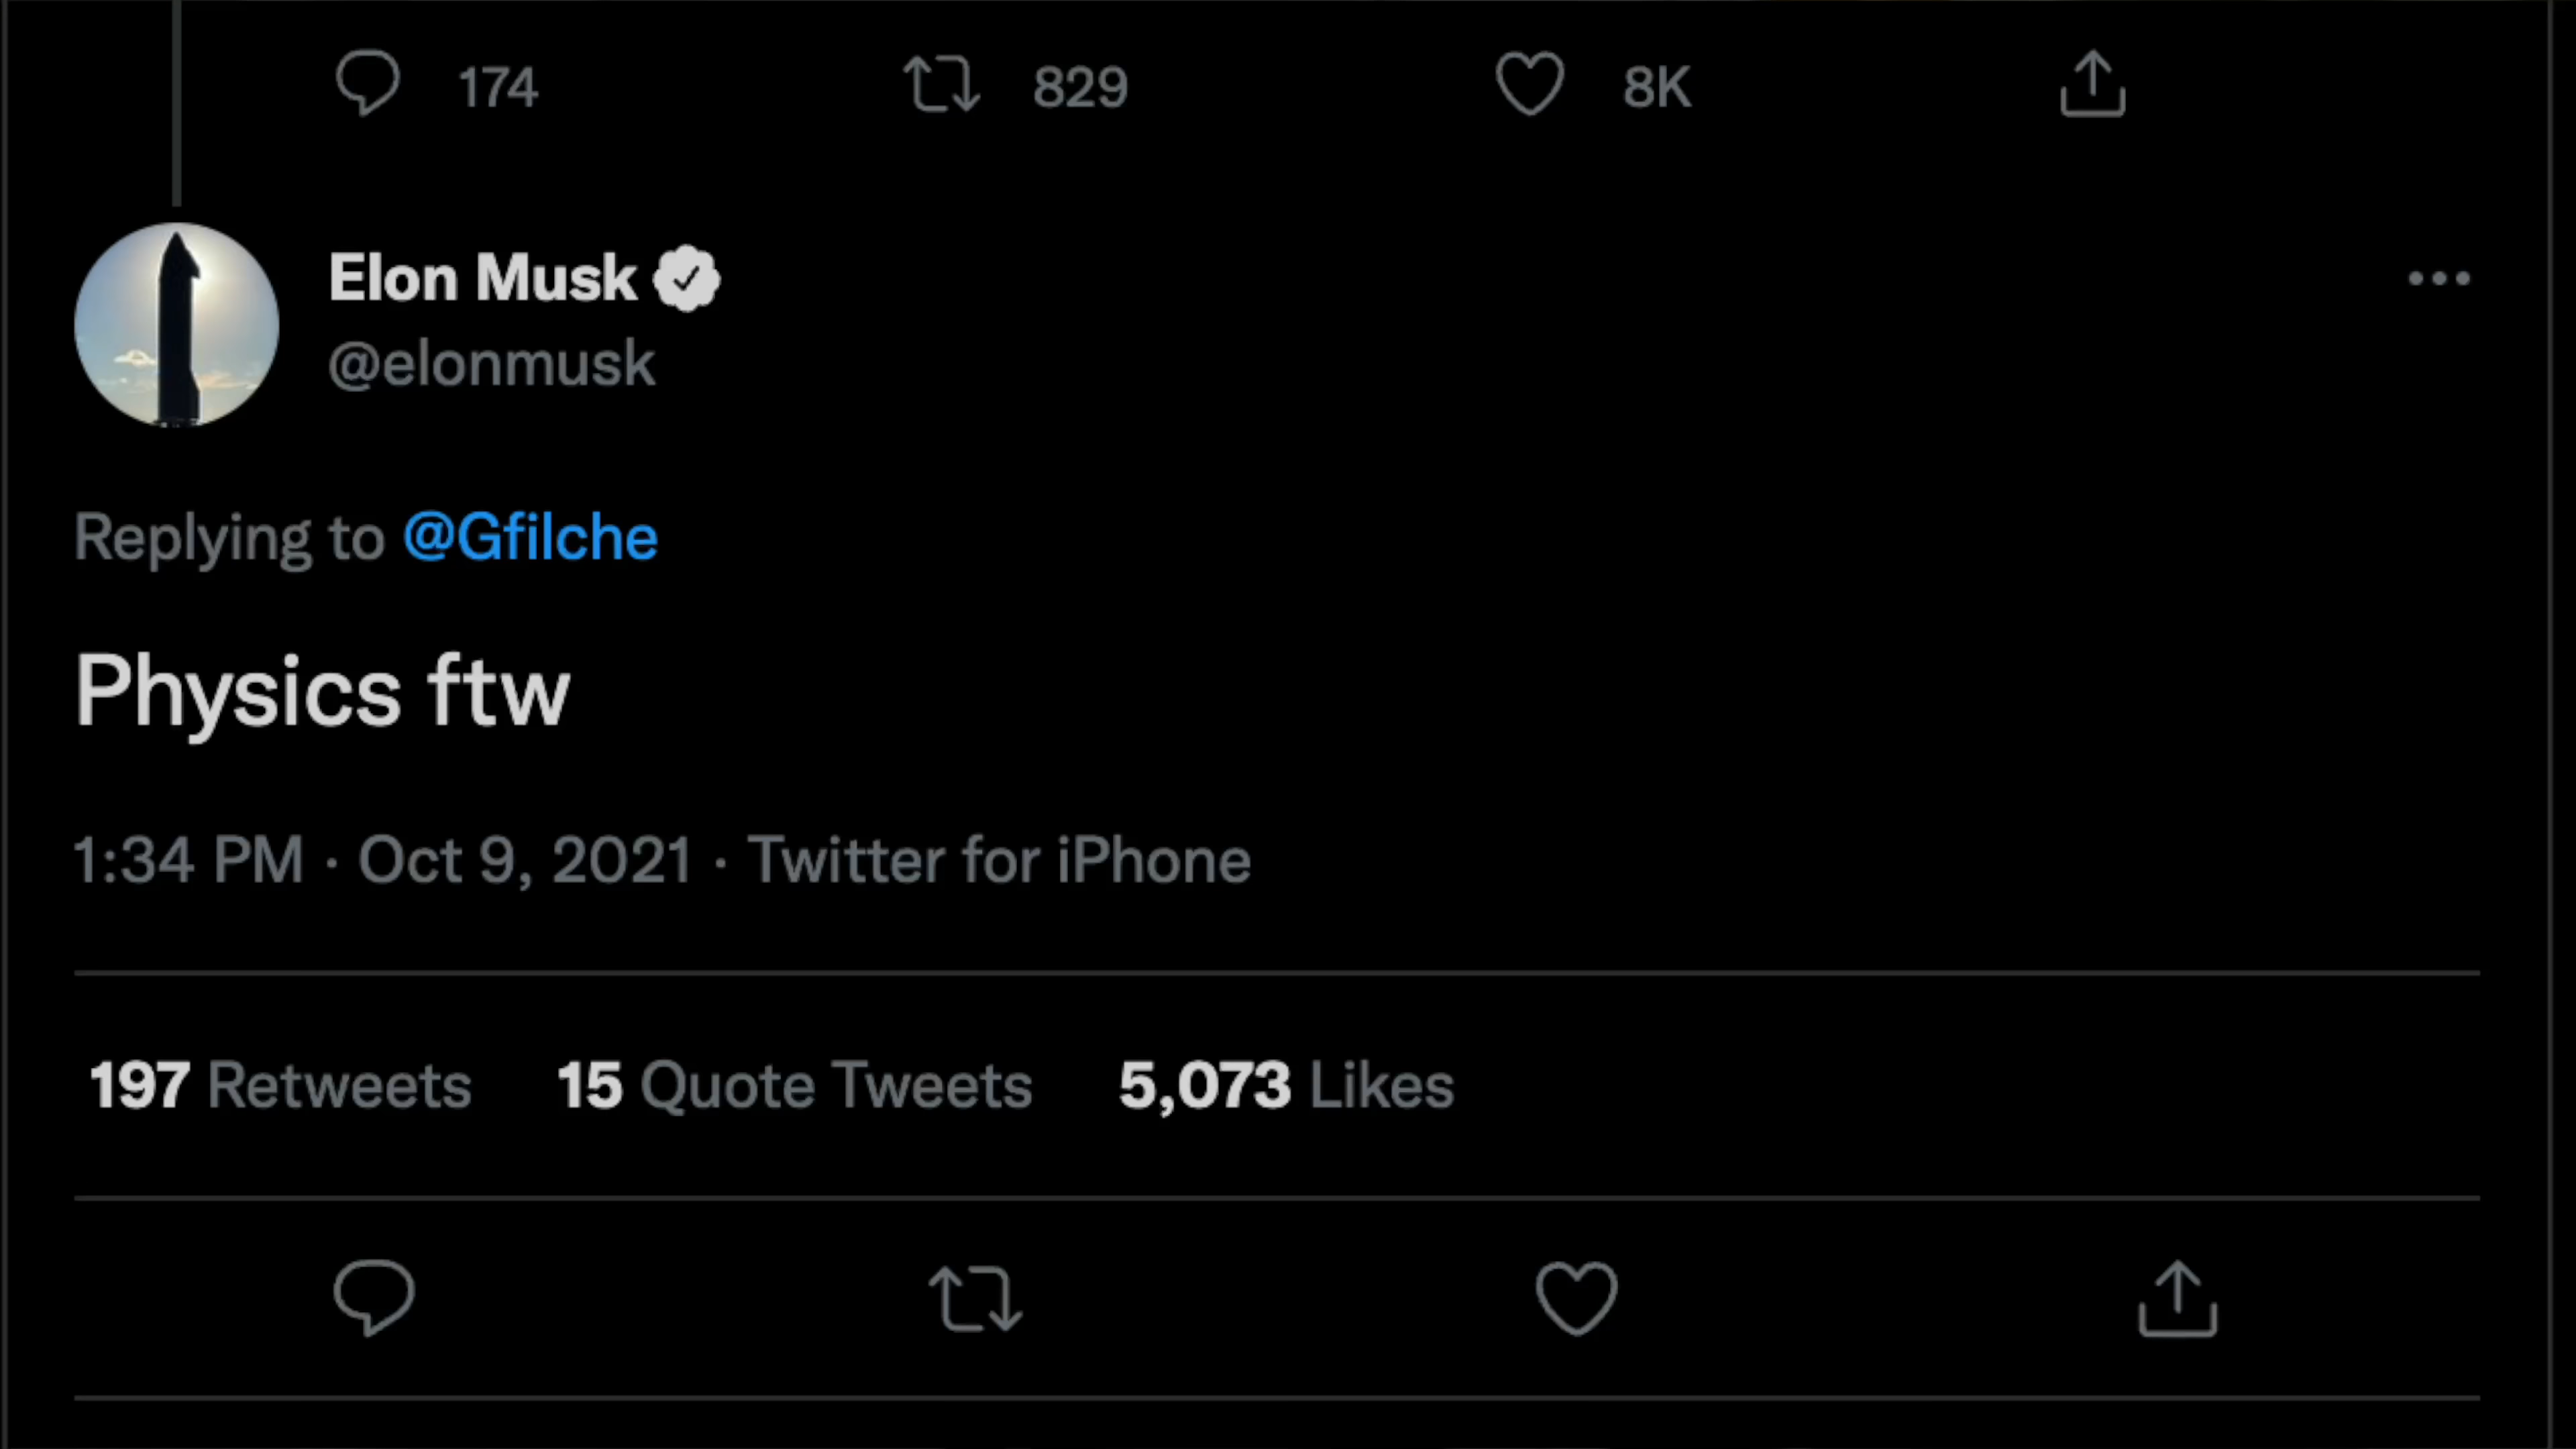 174 829 8K
Elon Musk
@elonmusk
Replying to @Gfilche
Physics ftw
1:34 PM · Oct 9, 2021 · Twitter for iPhone
197 Retweets 15 Quote Tweets 5,073 Likes